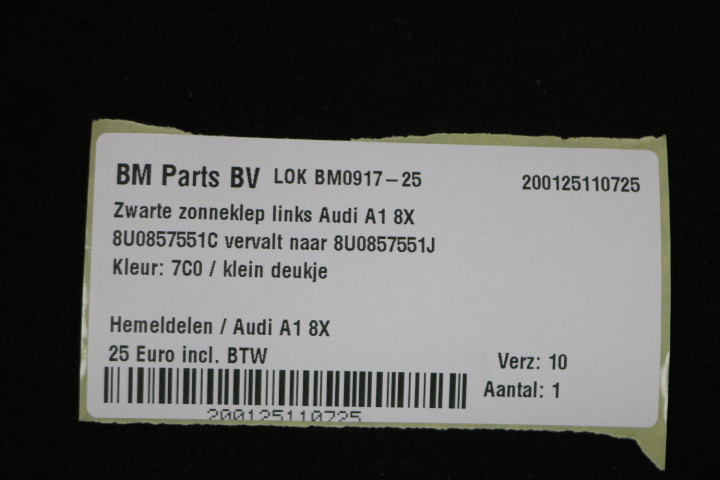 BM Parts BV LOK BM0917-25 200125110725
Zwarte zonneklep links Audi A1 8X
8U0857551C vervalt naar 8U0857551J
Kleur: 7C0 / klein deukje
Hemeldelen / Audi A1 8X
25 Euro incl. BTW
Verz: 10
Aantal: 1
200125110725